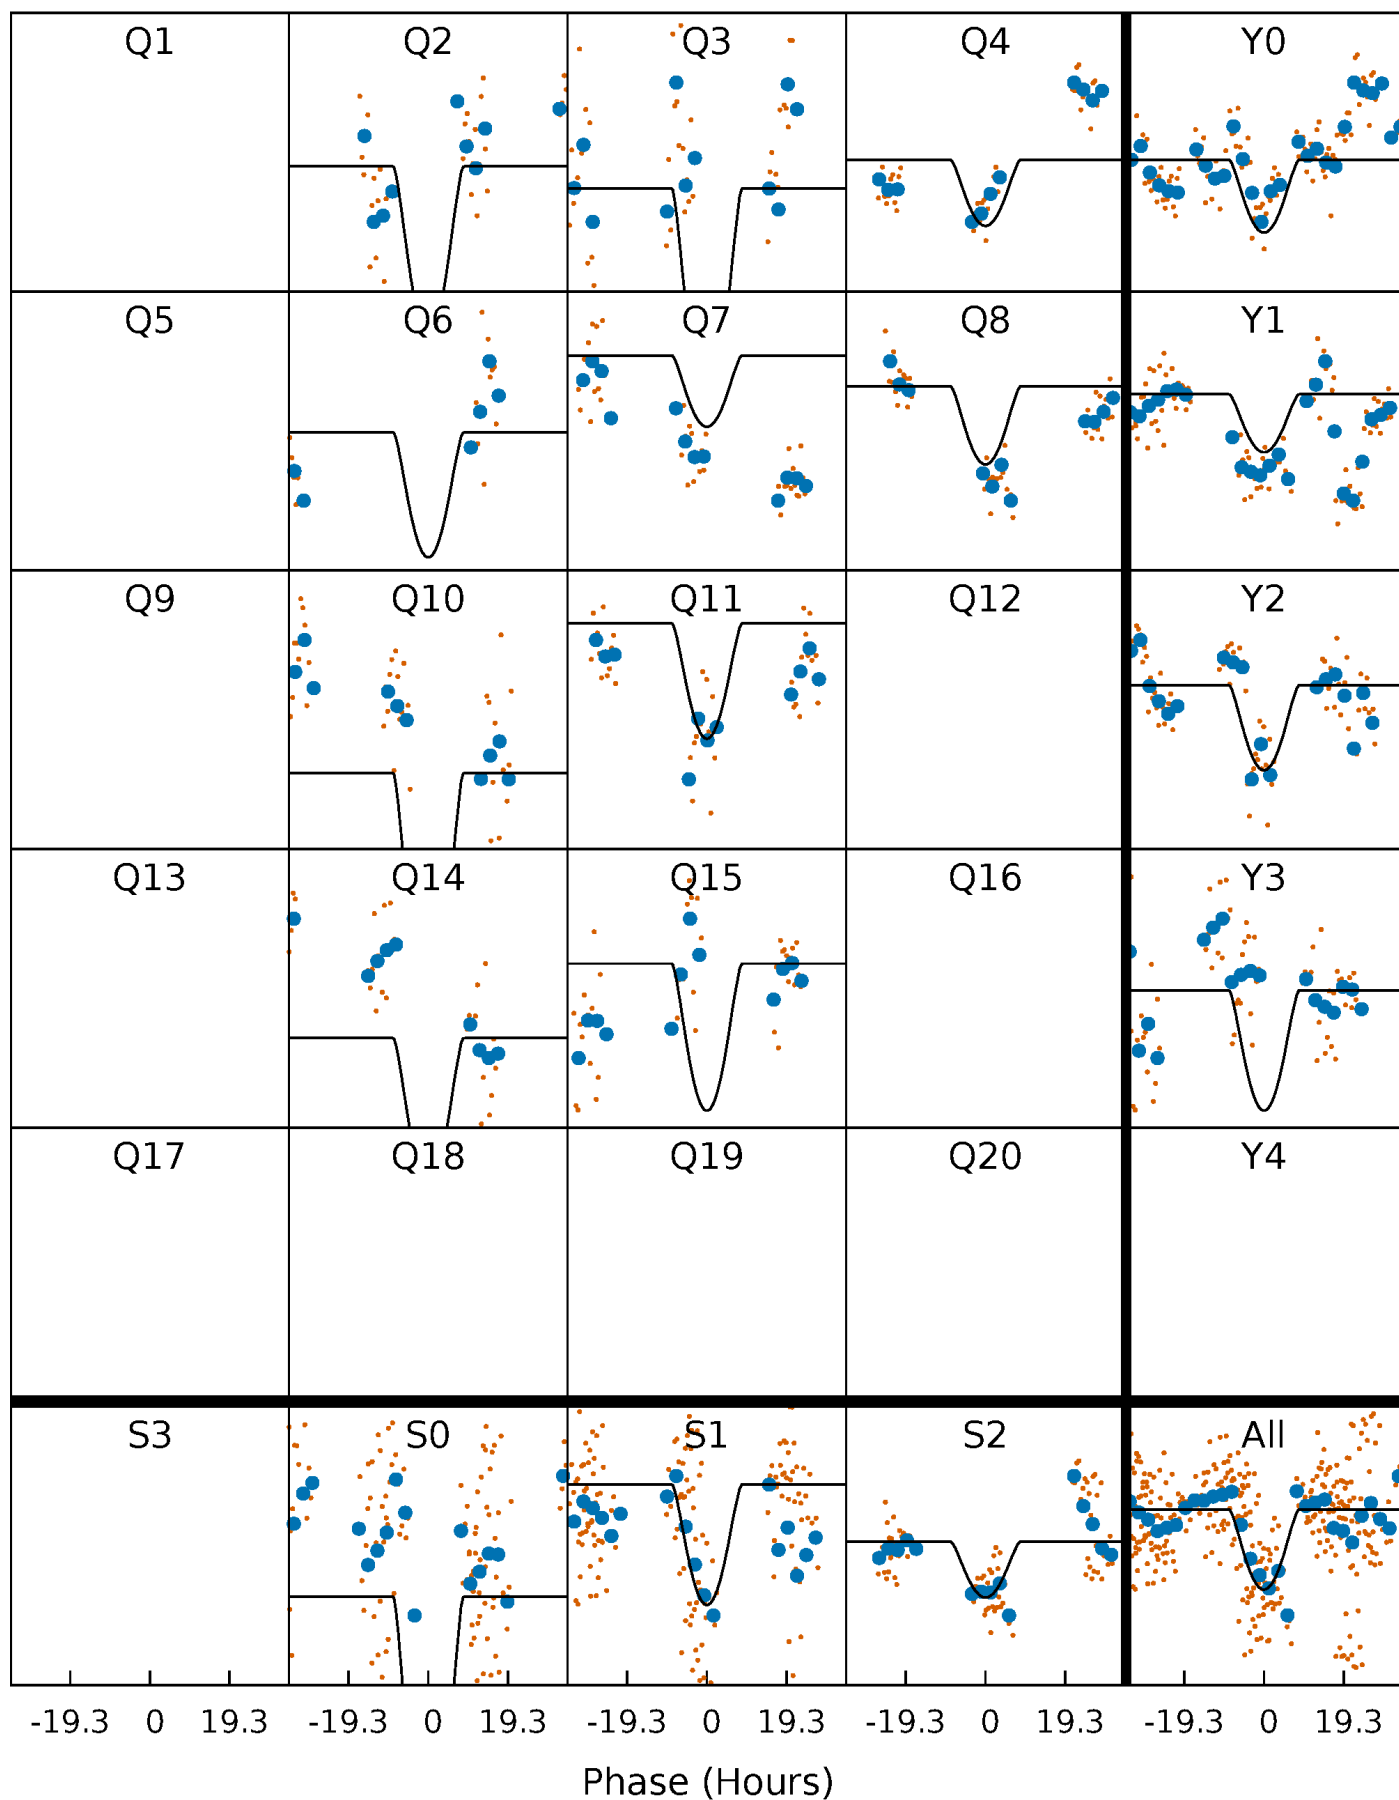 Q1 Q2 Q3 Q4 Y0
Q5 Q6 Q7 Q8 Y1
Q9 Q10 Q11 Q12 Y2
Q13 Q14 Q15 Q16 Y3
Q17 Q18 Q19 Q20 Y4
S3 S0 S1 S2 All
-19.3 0 19.3 -19.3 0 19.3 -19.3 0 19.3 -19.3 0 19.3 -19.3 0 19.3
Phase (Hours)